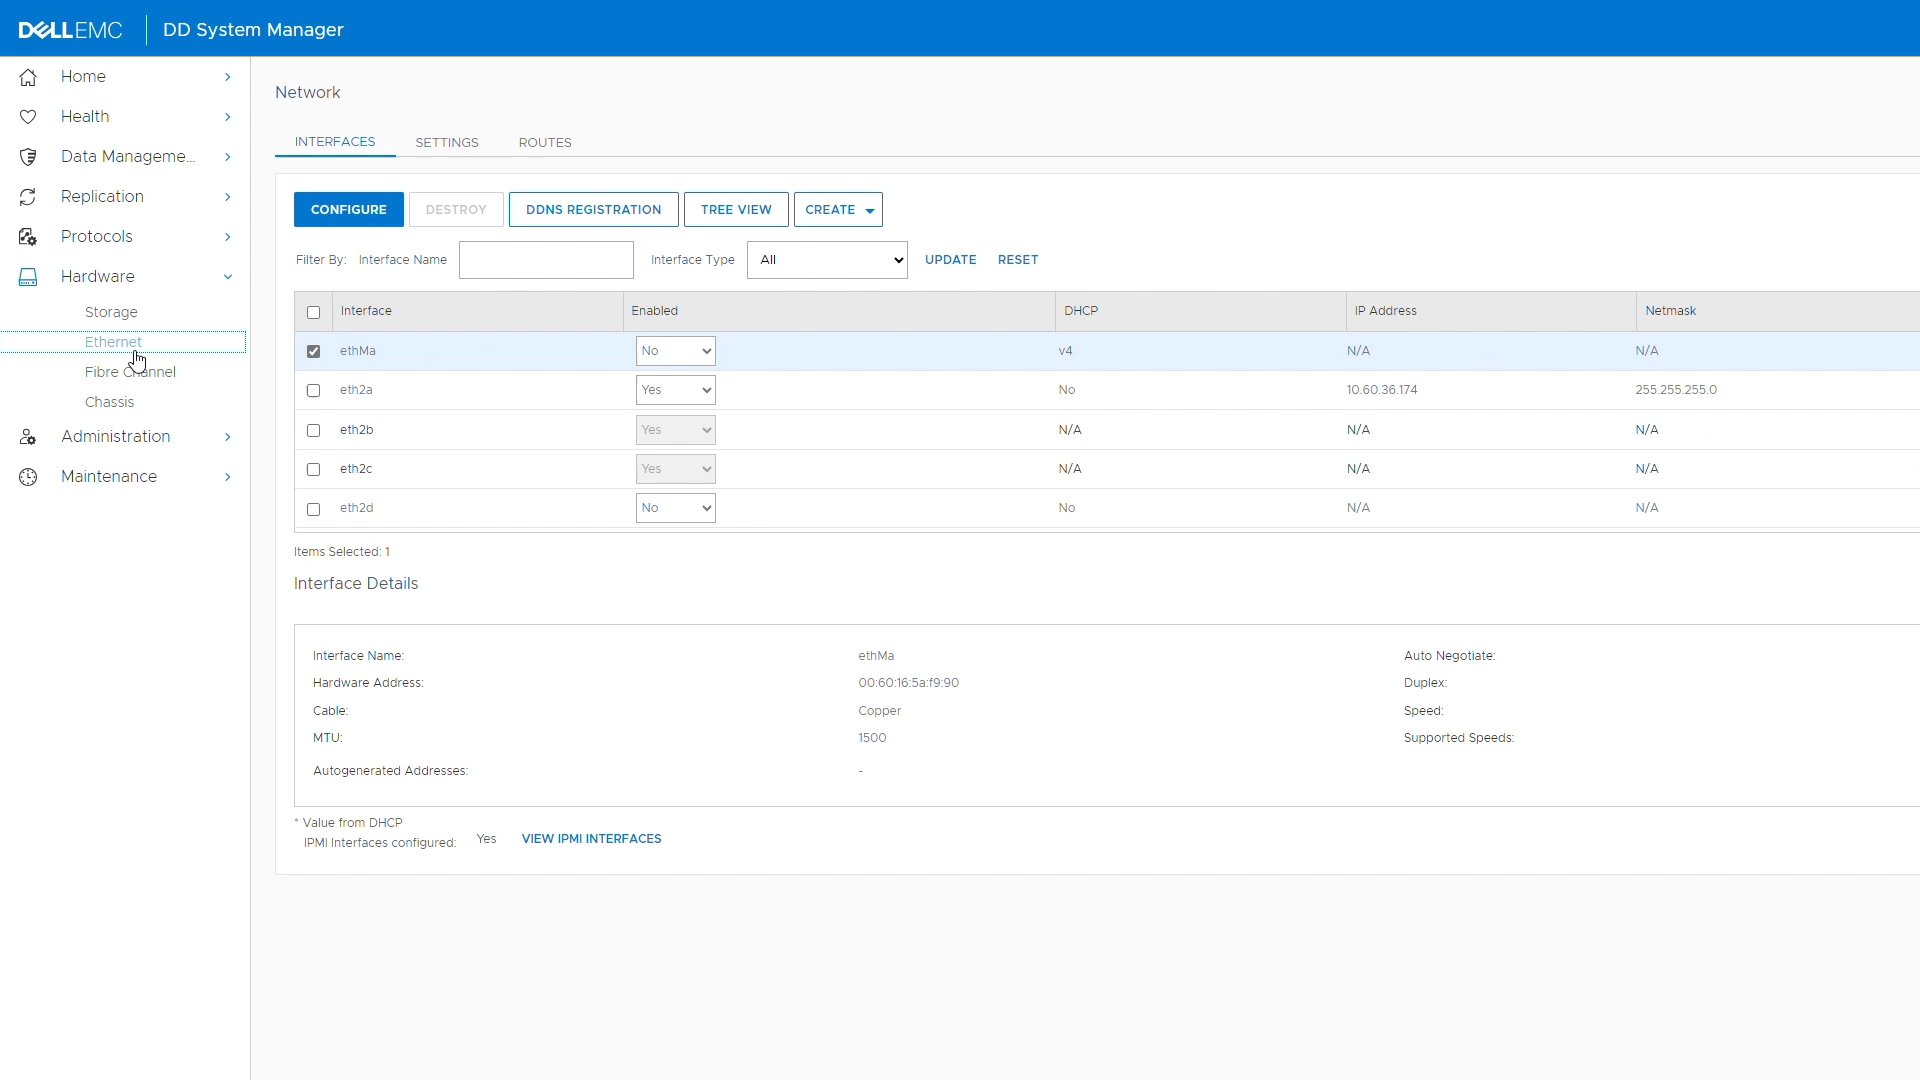 DELLEMC DD System Manager
Home
Health
Data Manageme...
Replication
Protocols
Hardware
Storage
Ethernet
Fibre Channel
Chassis
Administration
Maintenance
Network
INTERFACES SETTINGS ROUTES
CONFIGURE DESTROY DDNS REGISTRATION TREE VIEW CREATE
Filter By: Interface Name Interface Type All UPDATE RESET
Interface Enabled DHCP IP Address Netmask
ethMa No v4 N/A N/A
eth2a Yes No 10.60.36.174 255.255.255.0
eth2b Yes N/A N/A N/A
eth2c Yes N/A N/A N/A
eth2d No No N/A N/A
Items Selected: 1
Interface Details
Interface Name: ethMa Auto Negotiate:
Hardware Address: 00:60:16:5a:f9:90 Duplex:
Cable: Copper Speed:
MTU: 1500 Supported Speeds:
Autogenerated Addresses: -
* Value from DHCP
IPMI Interfaces configured: Yes VIEW IPMI INTERFACES